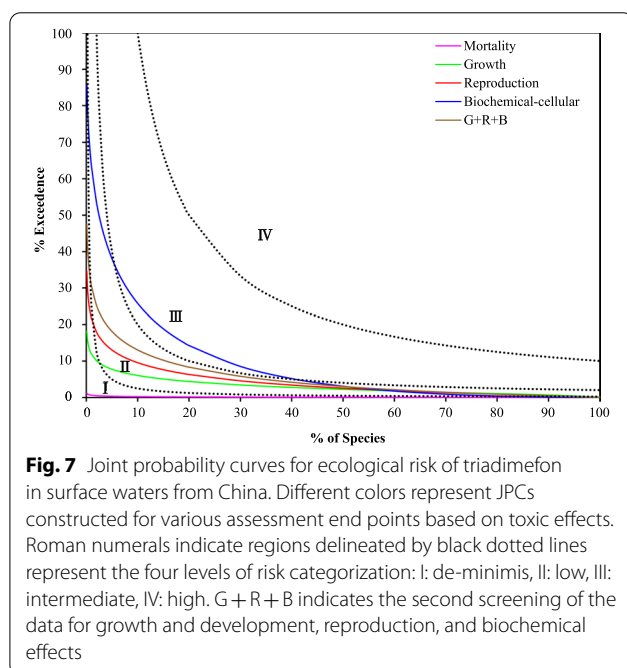 100
90
80
70
60
50
40
30
20
10
0
% Exceedence
Mortality
Growth
Reproduction
Biochemical-cellular
G+R+B
Ⅳ
Ⅲ
Ⅱ
Ⅰ
0 10 20 30 40 50 60 70 80 90 100
% of Species
Fig. 7 Joint probability curves for ecological risk of triadimefon
in surface waters from China. Different colors represent JPCs
constructed for various assessment end points based on toxic effects.
Roman numerals indicate regions delineated by black dotted lines
represent the four levels of risk categorization: I: de-minimis, II: low, III:
intermediate, IV: high. G + R + B indicates the second screening of the
data for growth and development, reproduction, and biochemical
effects